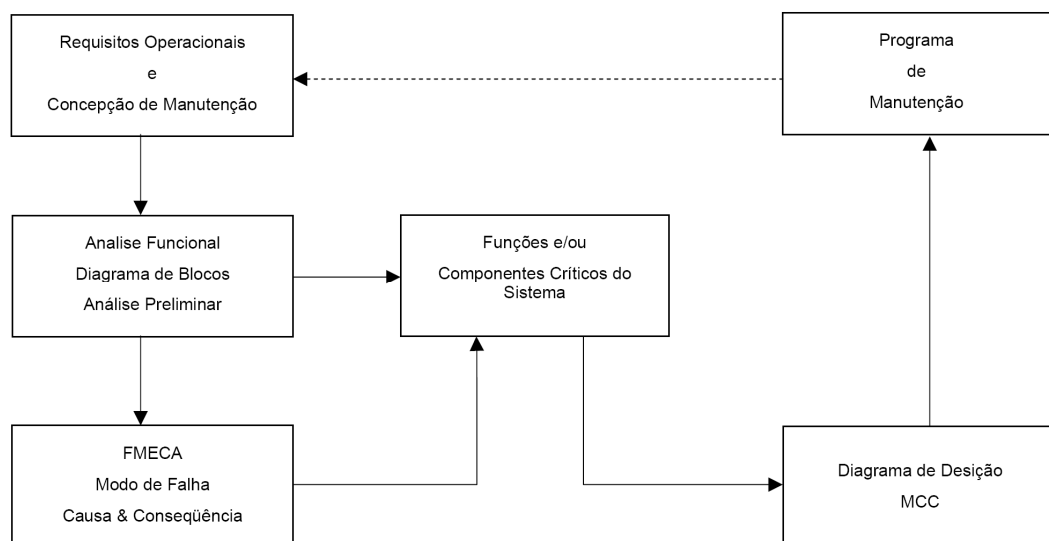 Requisitos Operacionais
e
Concepção de Manutenção
Programa
de
Manutenção
Analise Funcional
Diagrama de Blocos
Análise Preliminar
Funções e/ou
Componentes Críticos do
Sistema
FMECA
Modo de Falha
Causa & Conseqüência
Diagrama de Desição
MCC